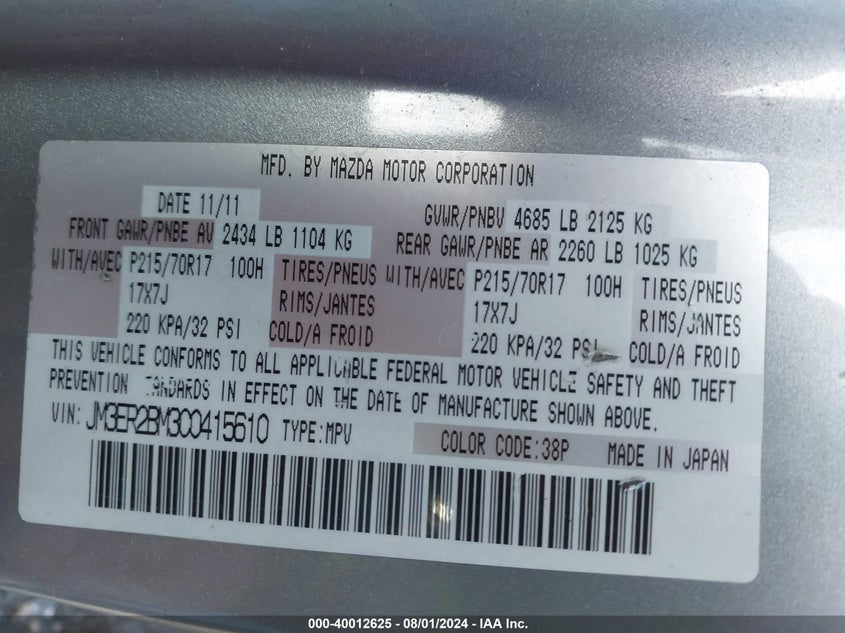 MFD. BY MAZDA MOTOR CORPORATION
DATE 11/11 GVWR/PNBV 4685 LB 2125 KG
FRONT GAWR/PNBE AV 2434 LB 1104 KG REAR GAWR/PNBE AR 2260 LB 1025 KG
WITH/AVEC P215/70R17 100H TIRES/PNEUS WITH/AVEC P215/70R17 100H TIRES/PNEUS
17X7J RIMS/JANTES 17X7J RIMS/JANTES
220 KPA/32 PSI COLD/A FROID 220 KPA/32 PSI COLD/A FROID
THIS VEHICLE CONFORMS TO ALL APPLICABLE FEDERAL MOTOR VEHICLE SAFETY AND THEFT
PREVENTION STANDARDS IN EFFECT ON THE DATE OF MANUFACTURE SHOWN ABOVE.
VIN: JM3ER2BM3C0415610 TYPE:MPV COLOR CODE:38P MADE IN JAPAN
000-40012625 - 08/01/2024 - IAA Inc.